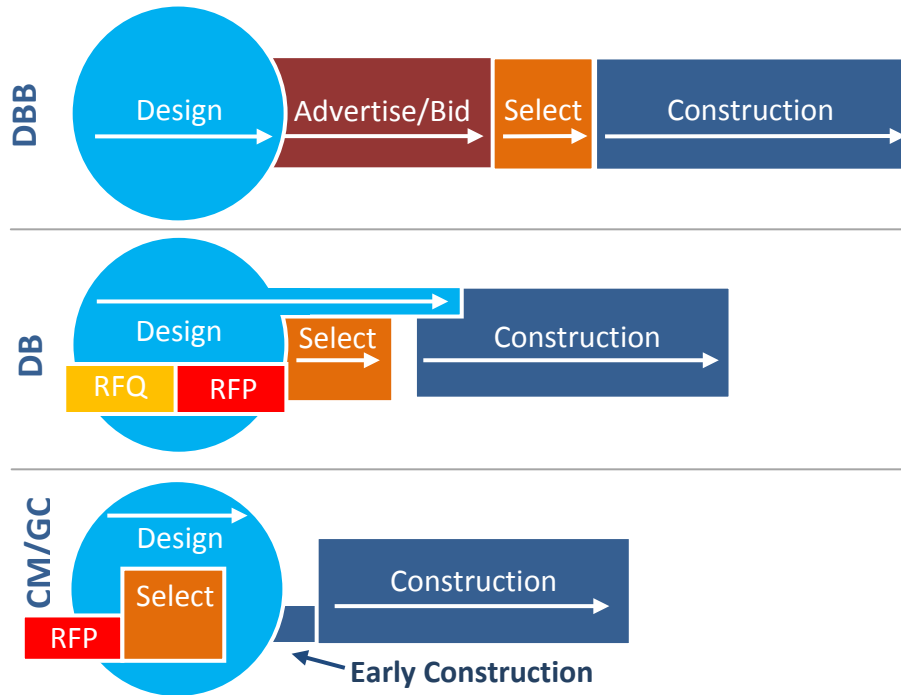 DBB
Design
Advertise/Bid
Select
Construction
DB
Design
Select
Construction
RFQ
RFP
CM/GC
Design
Select
Construction
RFP
Early Construction